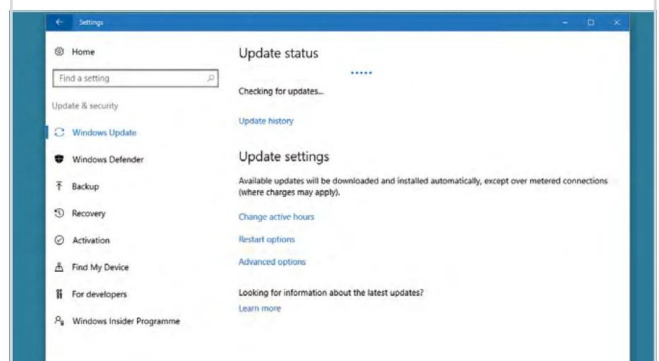 Settings
Home
Find a setting
Update & security
Windows Update
Windows Defender
Backup
Recovery
Activation
Find My Device
For developers
Windows Insider Programme
Update status
Checking for updates...
Update history
Update settings
Available updates will be downloaded and installed automatically, except over metered connections
(where charges may apply).
Change active hours
Restart options
Advanced options
Looking for information about the latest updates?
Learn more